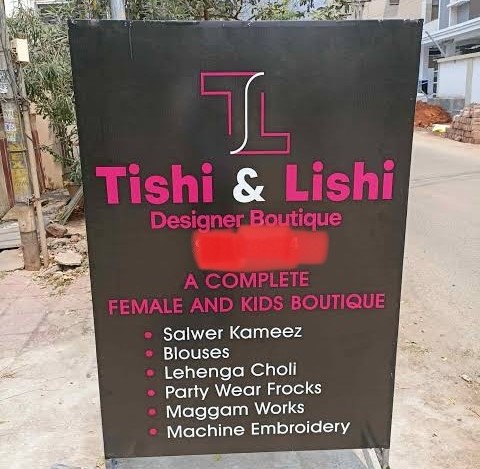 TL
Tishi & Lishi
Designer Boutique
A COMPLETE
FEMALE AND KIDS BOUTIQUE
• Salwer Kameez
• Blouses
• Lehenga Choli
• Party Wear Frocks
• Maggam Works
• Machine Embroidery